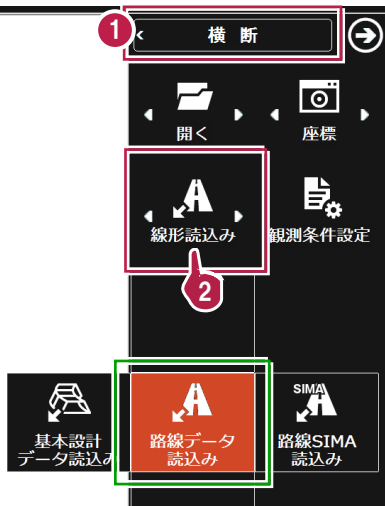 1
横 断
開く
座標
線形読込み
観測条件設定
2
基本設計
データ読込み
路線データ
読込み
SIMA
路線SIMA
読込み